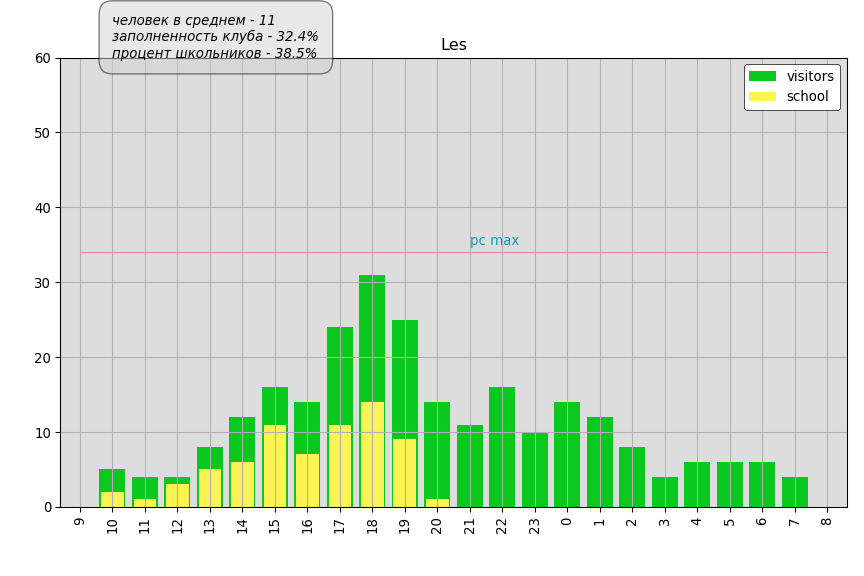 человек в среднем - 11
заполненность клуба - 32.4%
процент школьников - 38.5%
Les
visitors
school
pc max
60
50
40
30
20
10
0
9 10 11 12 13 14 15 16 17 18 19 20 21 22 23 0 1 2 3 4 5 6 7 8